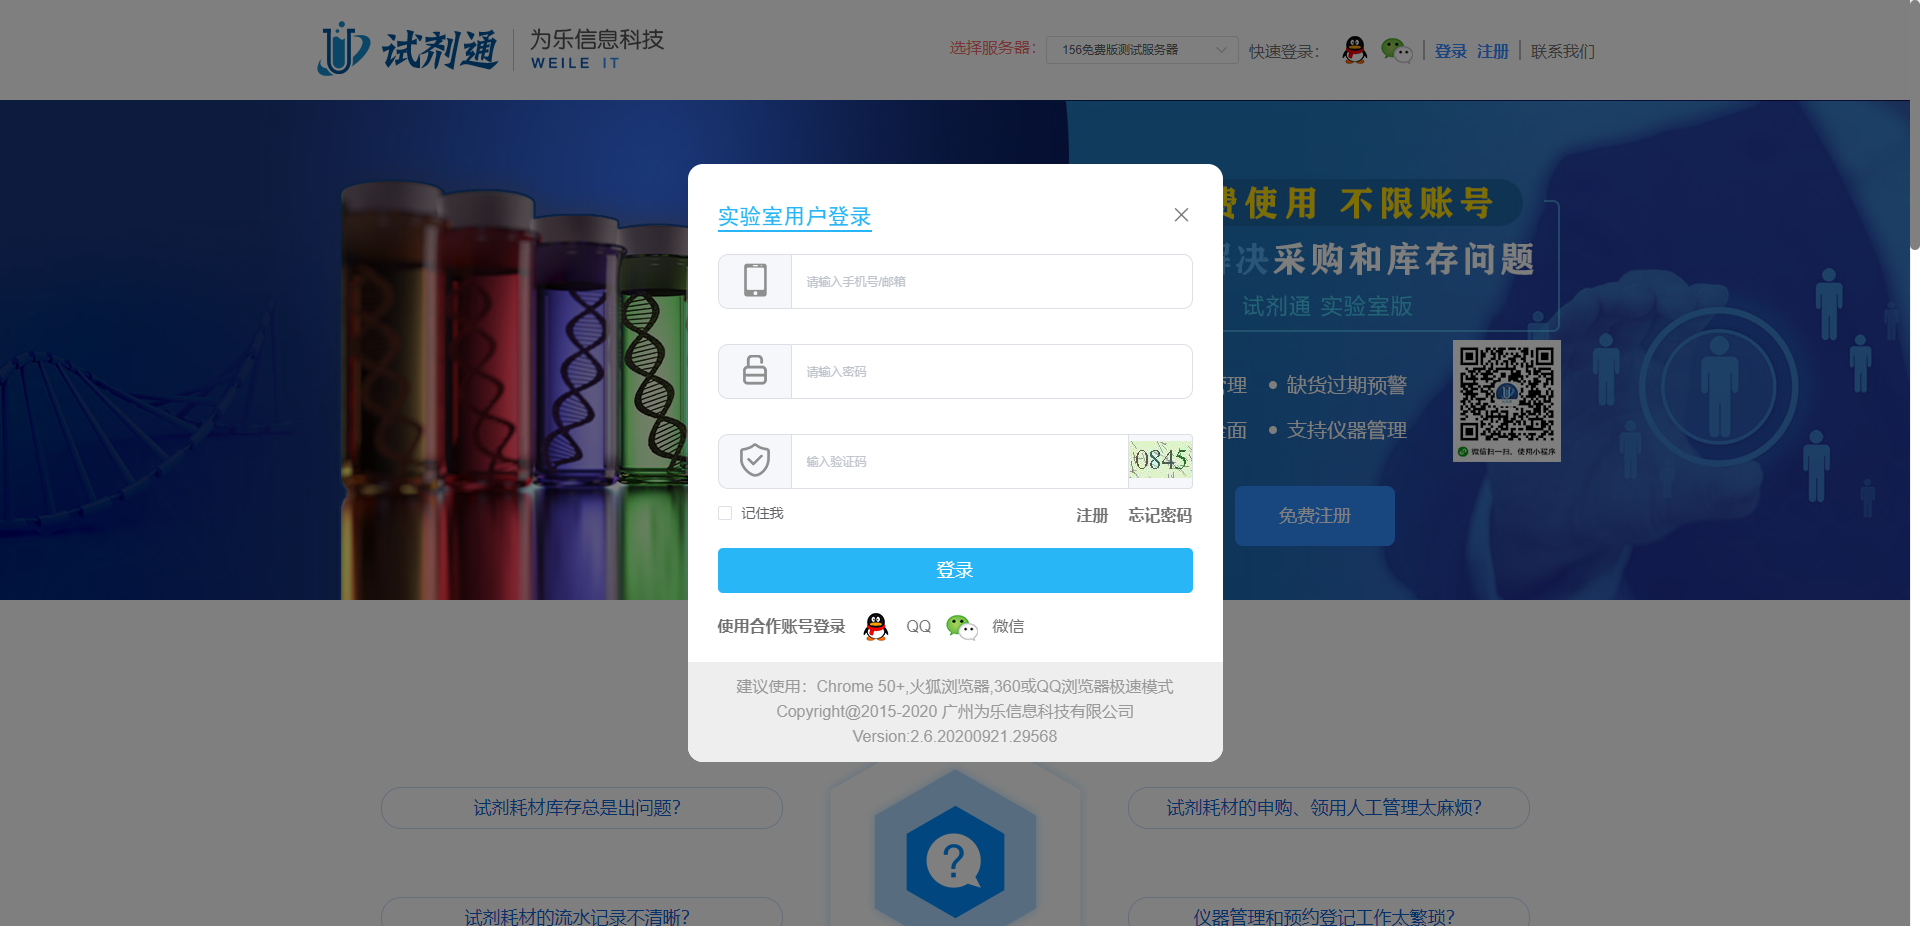 试剂通
为乐信息科技
WEILE IT
选择服务器：
156免费版测试服务器
快速登录：
登录 注册
联系我们
费使用 不限账号
解决采购和库存问题
试剂通 实验室版
管理
缺货过期预警
全面
支持仪器管理
微信扫一扫，使用小程序
免费注册
实验室用户登录
请输入手机号/邮箱
请输入密码
输入验证码
0845
记住我
注册 忘记密码
登录
使用合作账号登录 QQ 微信
建议使用：Chrome 50+,火狐浏览器,360或QQ浏览器极速模式
Copyright@2015-2020 广州为乐信息科技有限公司
Version:2.6.20200921.29568
试剂耗材库存总是出问题？
试剂耗材的申购、领用人工管理太麻烦？
试剂耗材的流水记录不清晰？
仪器管理和预约登记工作太繁琐？